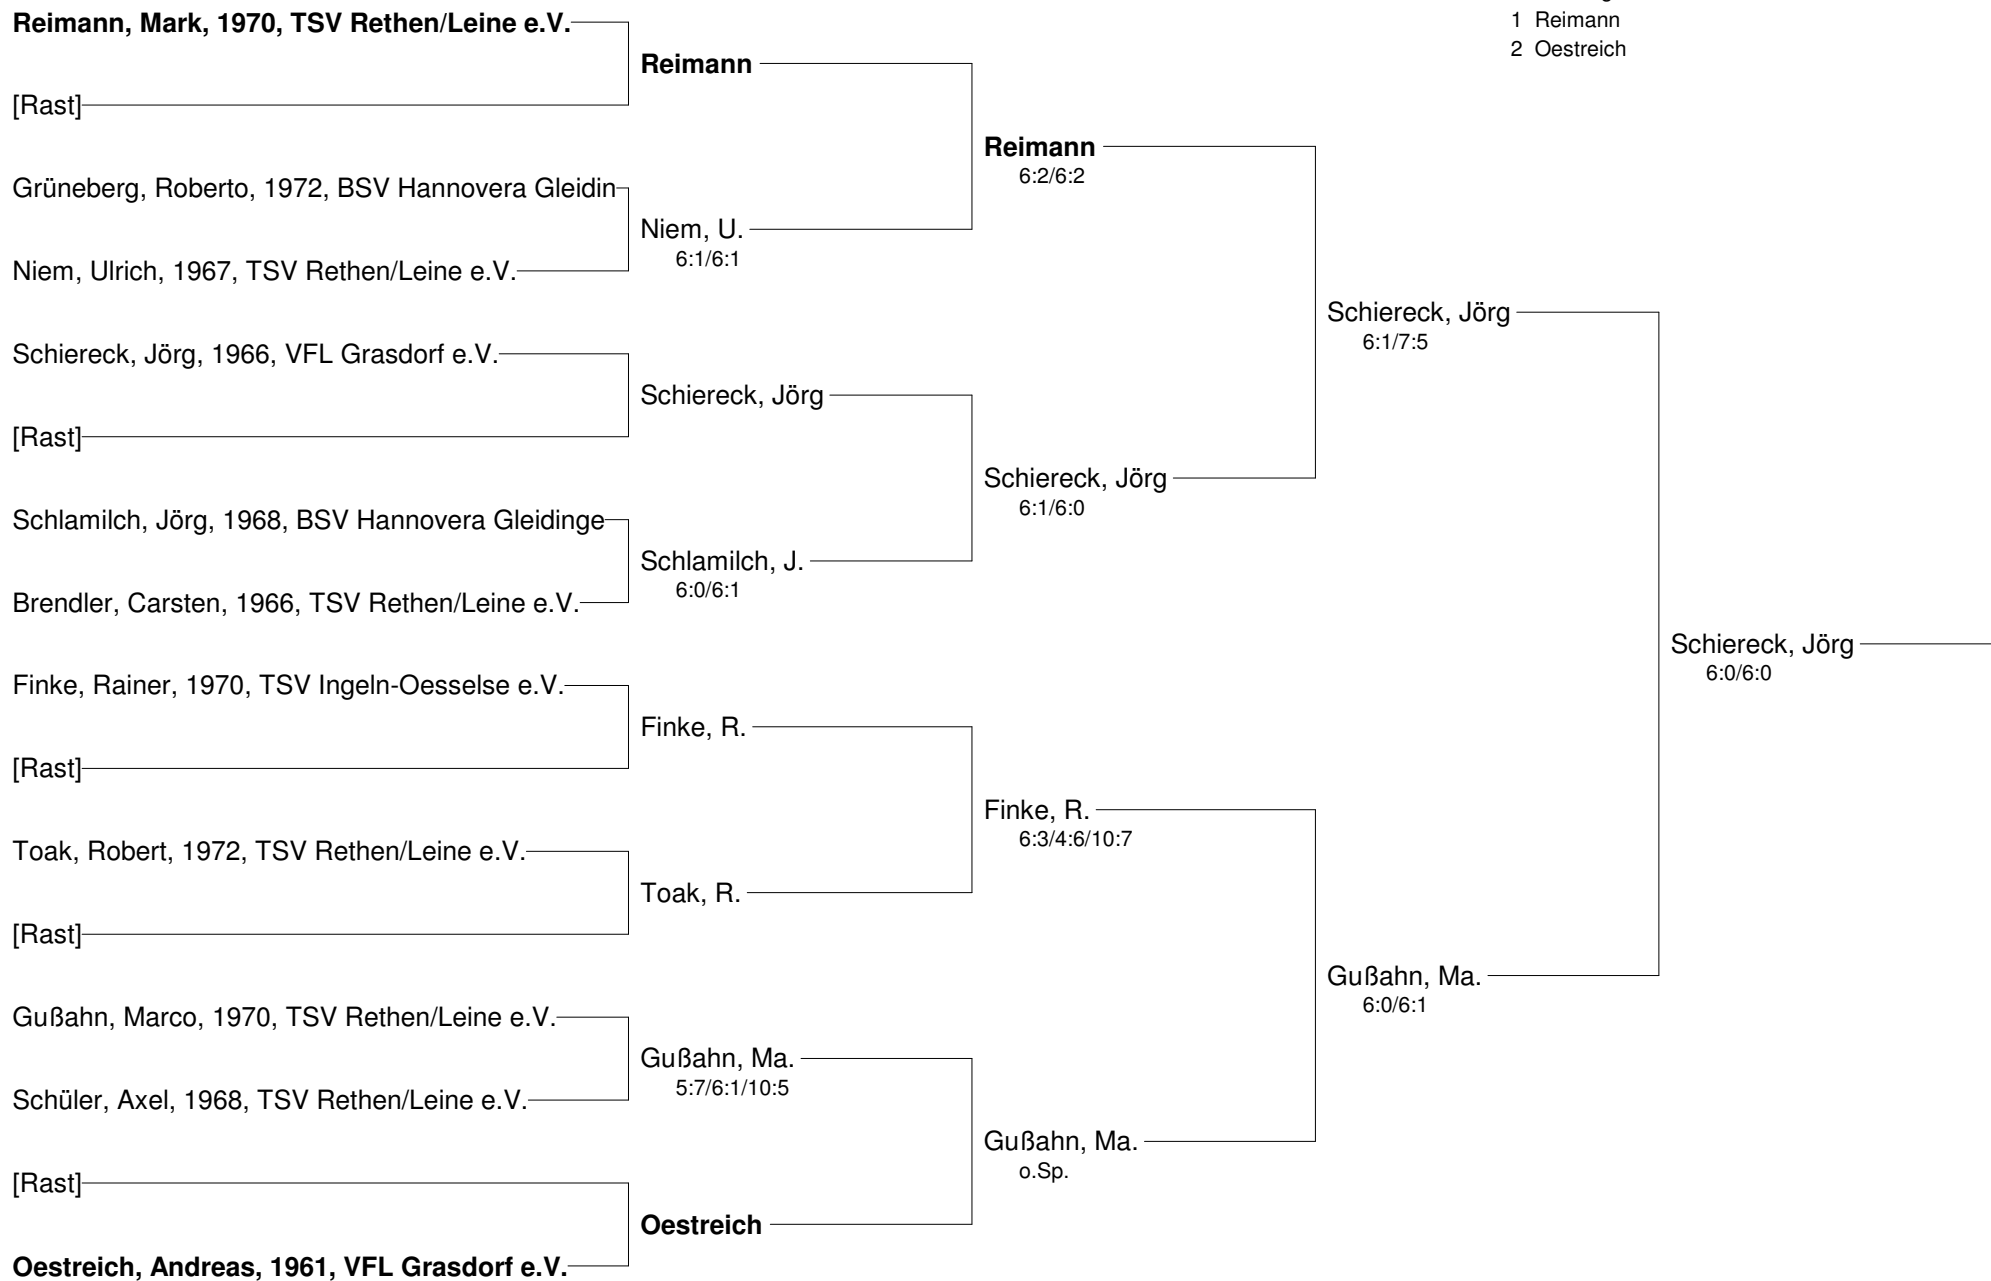 1 Reimann
2 Oestreich
Reimann, Mark, 1970, TSV Rethen/Leine e.V.
[Rast]
Grüneberg, Roberto, 1972, BSV Hannovera Gleidin
Niem, Ulrich, 1967, TSV Rethen/Leine e.V.
Schiereck, Jörg, 1966, VFL Grasdorf e.V.
[Rast]
Schlamilch, Jörg, 1968, BSV Hannovera Gleidinge
Brendler, Carsten, 1966, TSV Rethen/Leine e.V.
Finke, Rainer, 1970, TSV Ingeln-Oesselse e.V.
[Rast]
Toak, Robert, 1972, TSV Rethen/Leine e.V.
[Rast]
Gußahn, Marco, 1970, TSV Rethen/Leine e.V.
Schüler, Axel, 1968, TSV Rethen/Leine e.V.
[Rast]
Oestreich, Andreas, 1961, VFL Grasdorf e.V.
Reimann
Niem, U.
6:1/6:1
Schiereck, Jörg
Schlamilch, J.
6:0/6:1
Finke, R.
Toak, R.
Gußahn, Ma.
5:7/6:1/10:5
Oestreich
Reimann
6:2/6:2
Schiereck, Jörg
6:1/6:0
Finke, R.
6:3/4:6/10:7
Gußahn, Ma.
o.Sp.
Schiereck, Jörg
6:1/7:5
Gußahn, Ma.
6:0/6:1
Schiereck, Jörg
6:0/6:0